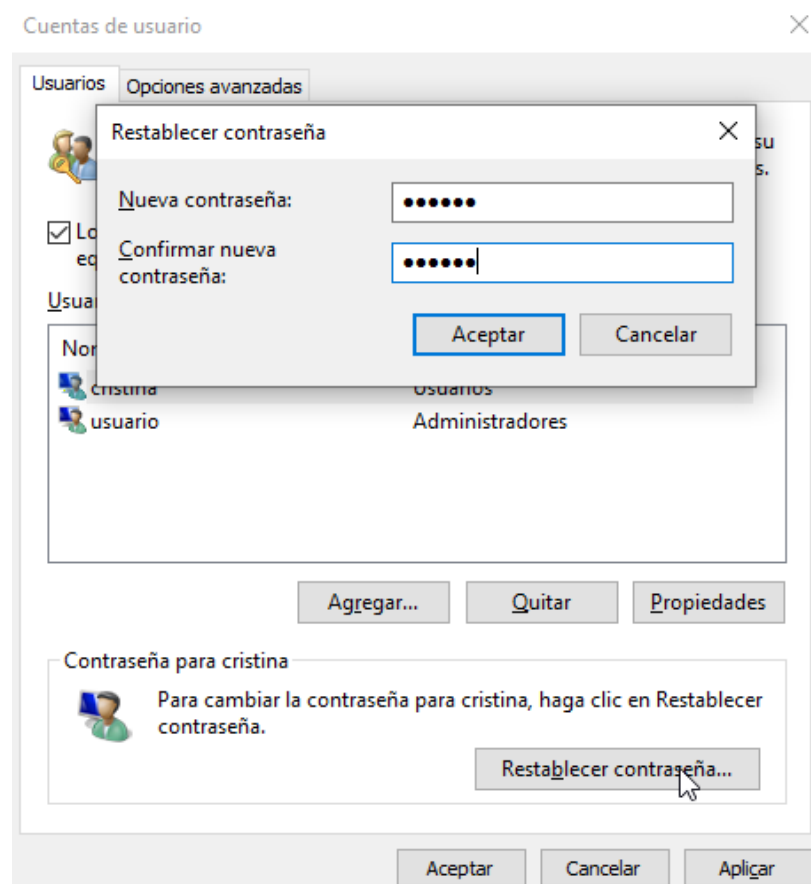 Cuentas de usuario
Usuarios
Opciones avanzadas
Restablecer contraseña
su
s.
Nueva contraseña:
Lo
Confirmar nueva
contraseña:
eq
Usuar
Aceptar
Cancelar
Nor
cristina
Usuarios
usuario
Administradores
Agregar...
Quitar
Propiedades
Contraseña para cristina
Para cambiar la contraseña para cristina, haga clic en Restablecer
contraseña.
Restablecer contraseña...
Aceptar
Cancelar
Aplicar